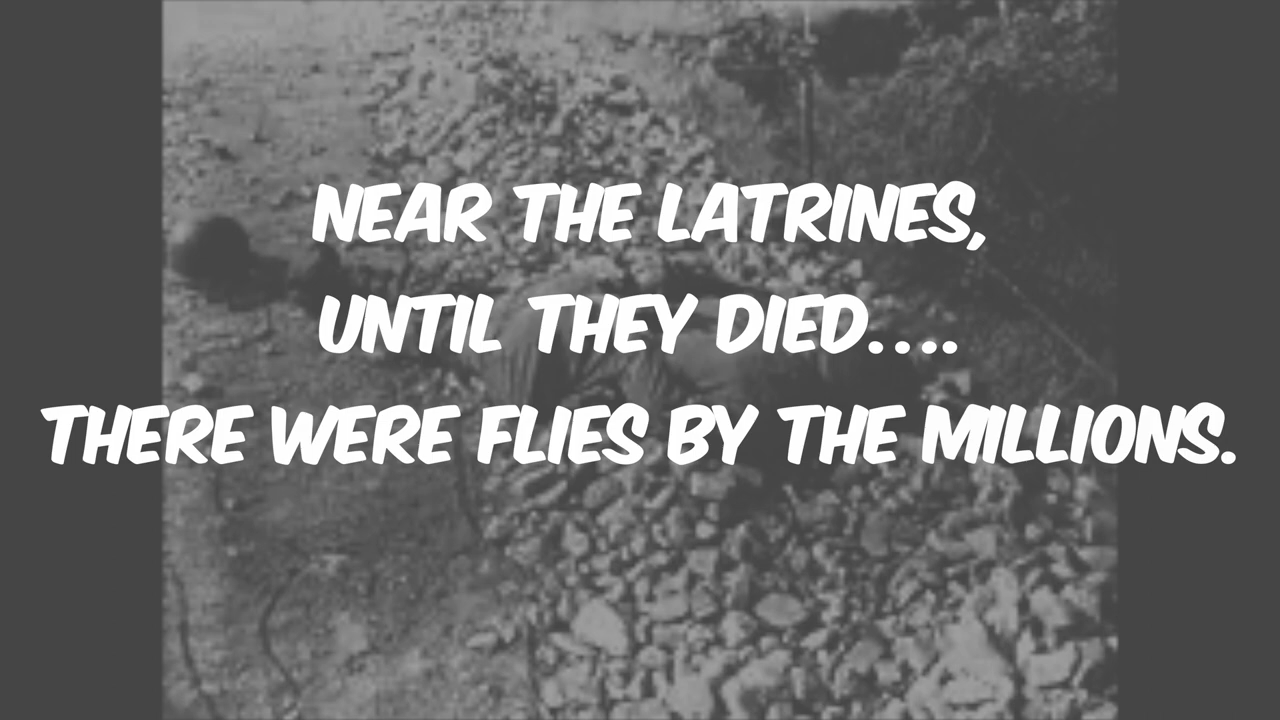 NEAR THE LATRINES,
UNTIL THEY DIED....
THERE WERE FLIES BY THE MILLIONS.